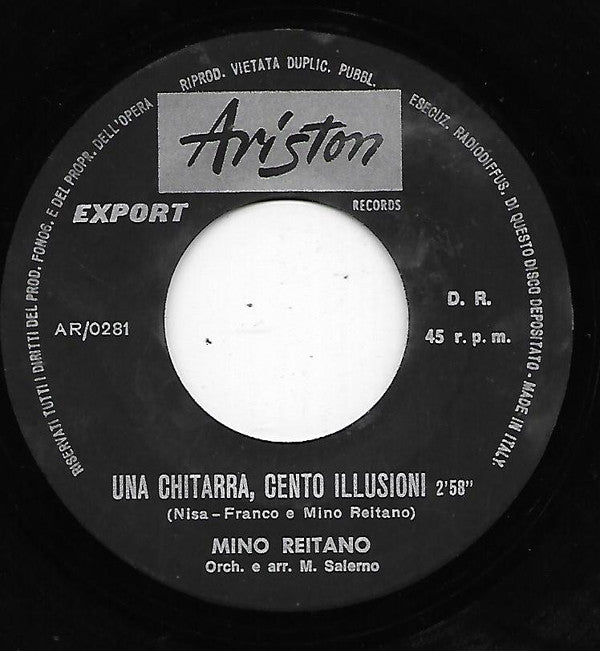 RISERVATI TUTTI I DIRITTI DEL PROD. FONOG. E DEL PROPR. DELL'OPERA RIPROD. VIETATA DUPLIC. PUBBL. ESECUZ. RADIODIFFUS. DI QUESTO DISCO DEPOSITATO - MADE IN ITALY.
Ariston
EXPORT
RECORDS
D. R.
AR/0281
45 r. p. m.
UNA CHITARRA, CENTO ILLUSIONI 2'58"
(Nisa - Franco e Mino Reitano)
MINO REITANO
Orch. e arr. M. Salerno